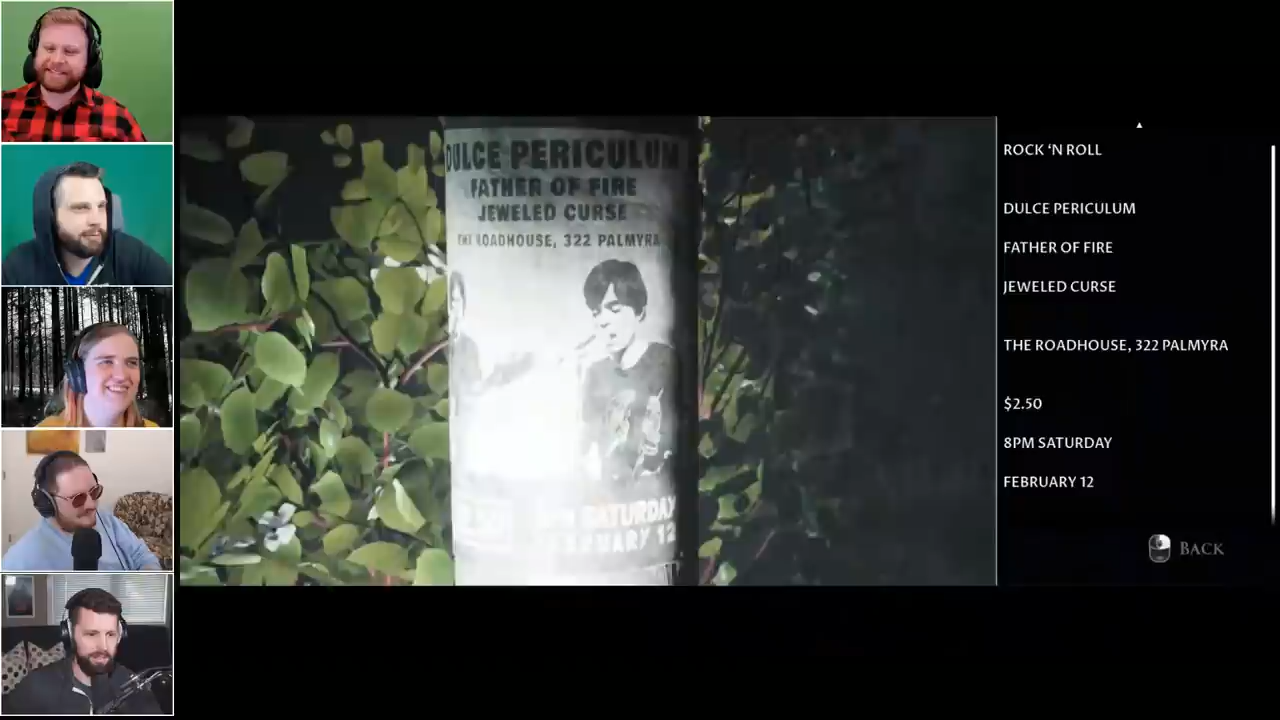 DULCE PERICULUM
FATHER OF FIRE
JEWELED CURSE
THE ROADHOUSE, 322 PALMYRA
SATURDAY
FEBRUARY 12
ROCK ‘N ROLL
DULCE PERICULUM
FATHER OF FIRE
JEWELED CURSE
THE ROADHOUSE, 322 PALMYRA
$2.50
8PM SATURDAY
FEBRUARY 12
BACK